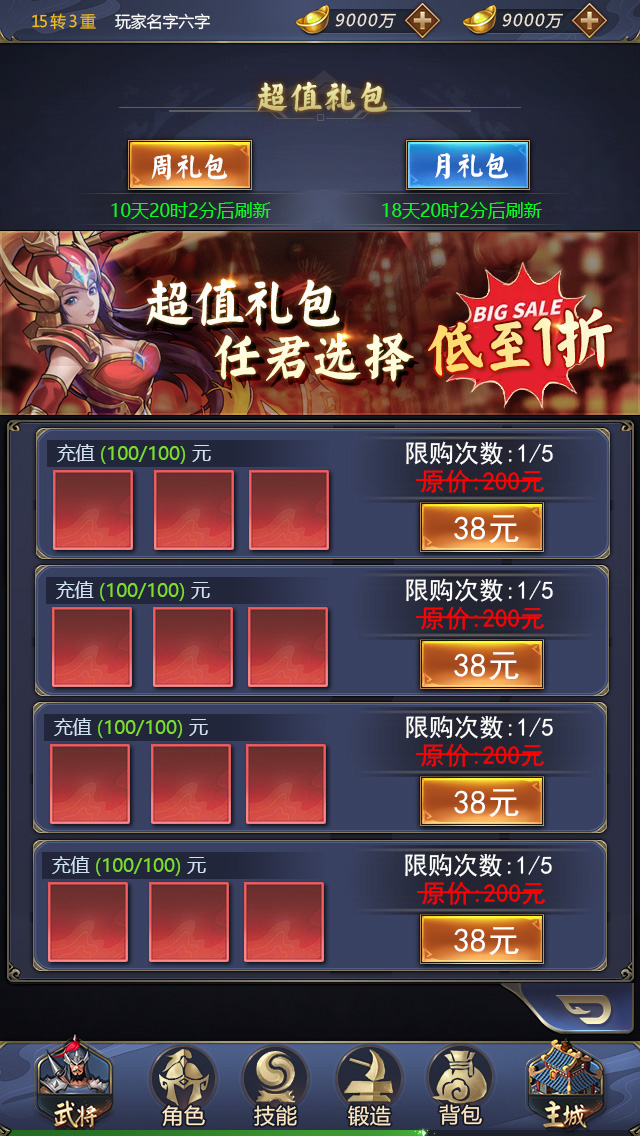 15转3重 玩家名字六字 9000万 9000万
超值礼包
周礼包 月礼包
10天20时2分后刷新 18天20时2分后刷新
超值礼包
任君选择
BIG SALE
低至1折
充值 (100/100) 元 限购次数:1/5
原价:200元
38元
充值 (100/100) 元 限购次数:1/5
原价:200元
38元
充值 (100/100) 元 限购次数:1/5
原价:200元
38元
充值 (100/100) 元 限购次数:1/5
原价:200元
38元
武将 角色 技能 锻造 背包 主城